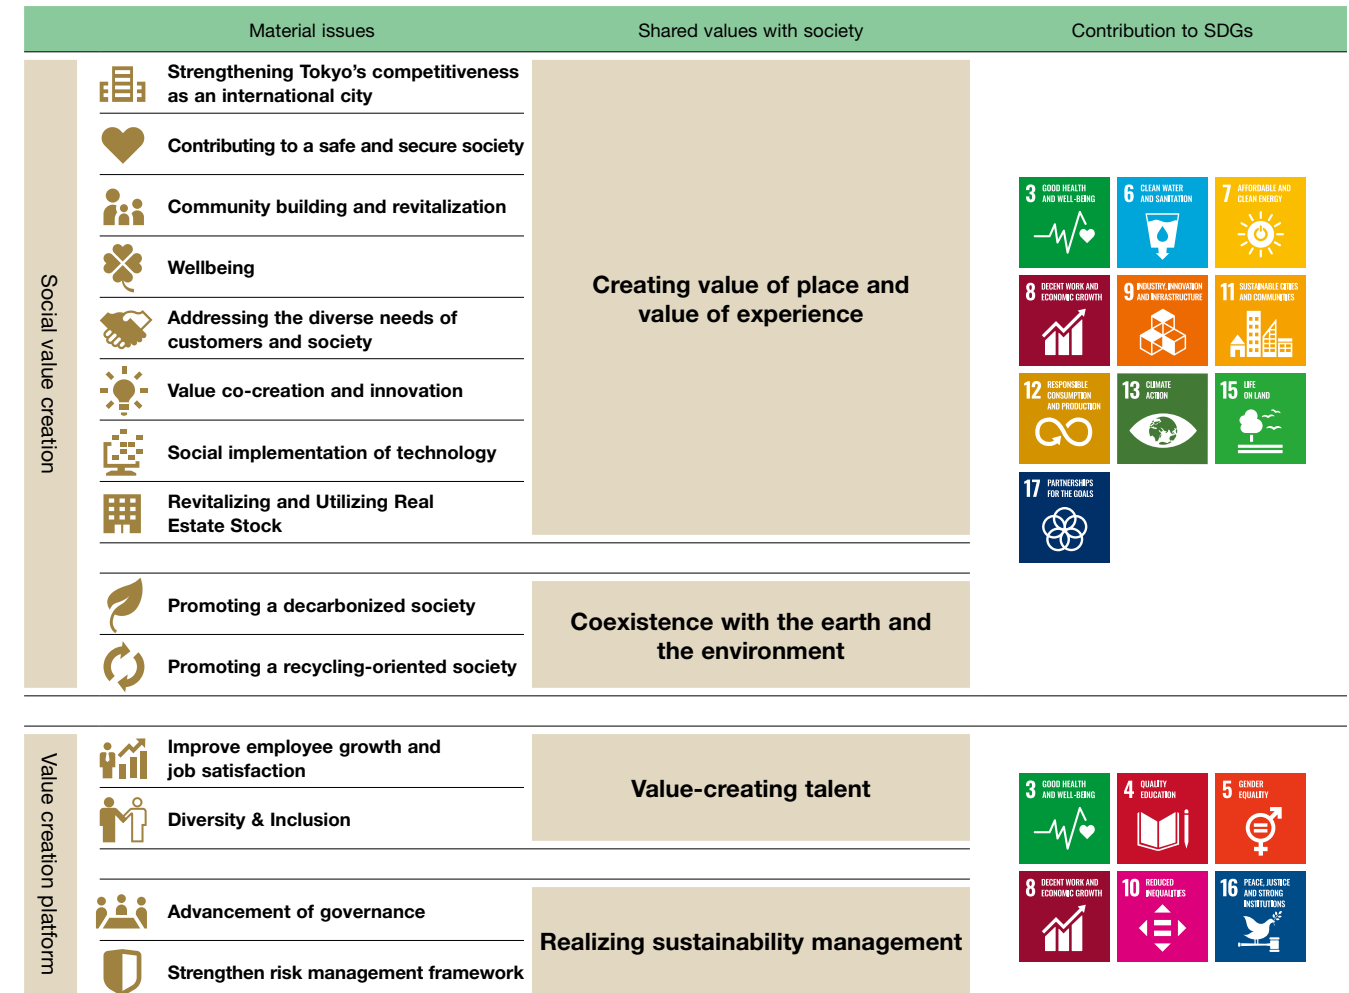 Material issues
Shared values with society
Contribution to SDGs
Social value creation
Strengthening Tokyo's competitiveness
as an international city
Contributing to a safe and secure society
Community building and revitalization
Wellbeing
Addressing the diverse needs of
customers and society
Value co-creation and innovation
Social implementation of technology
Revitalizing and Utilizing Real
Estate Stock
Creating value of place and
value of experience
Promoting a decarbonized society
Promoting a recycling-oriented society
Coexistence with the earth and
the environment
3 GOOD HEALTH
AND WELL-BEING
6 CLEAN WATER
AND SANITATION
7 AFFORDABLE AND
CLEAN ENERGY
8 DECENT WORK AND
ECONOMIC GROWTH
9 INDUSTRY, INNOVATION
AND INFRASTRUCTURE
11 SUSTAINABLE CITIES
AND COMMUNITIES
12 RESPONSIBLE
CONSUMPTION
AND PRODUCTION
13 CLIMATE
ACTION
15 LIFE
ON LAND
17 PARTNERSHIPS
FOR THE GOALS
Value creation platform
Improve employee growth and
job satisfaction
Diversity & Inclusion
Value-creating talent
Advancement of governance
Strengthen risk management framework
Realizing sustainability management
3 GOOD HEALTH
AND WELL-BEING
4 QUALITY
EDUCATION
5 GENDER
EQUALITY
8 DECENT WORK AND
ECONOMIC GROWTH
10 REDUCED
INEQUALITIES
16 PEACE, JUSTICE
AND STRONG
INSTITUTIONS